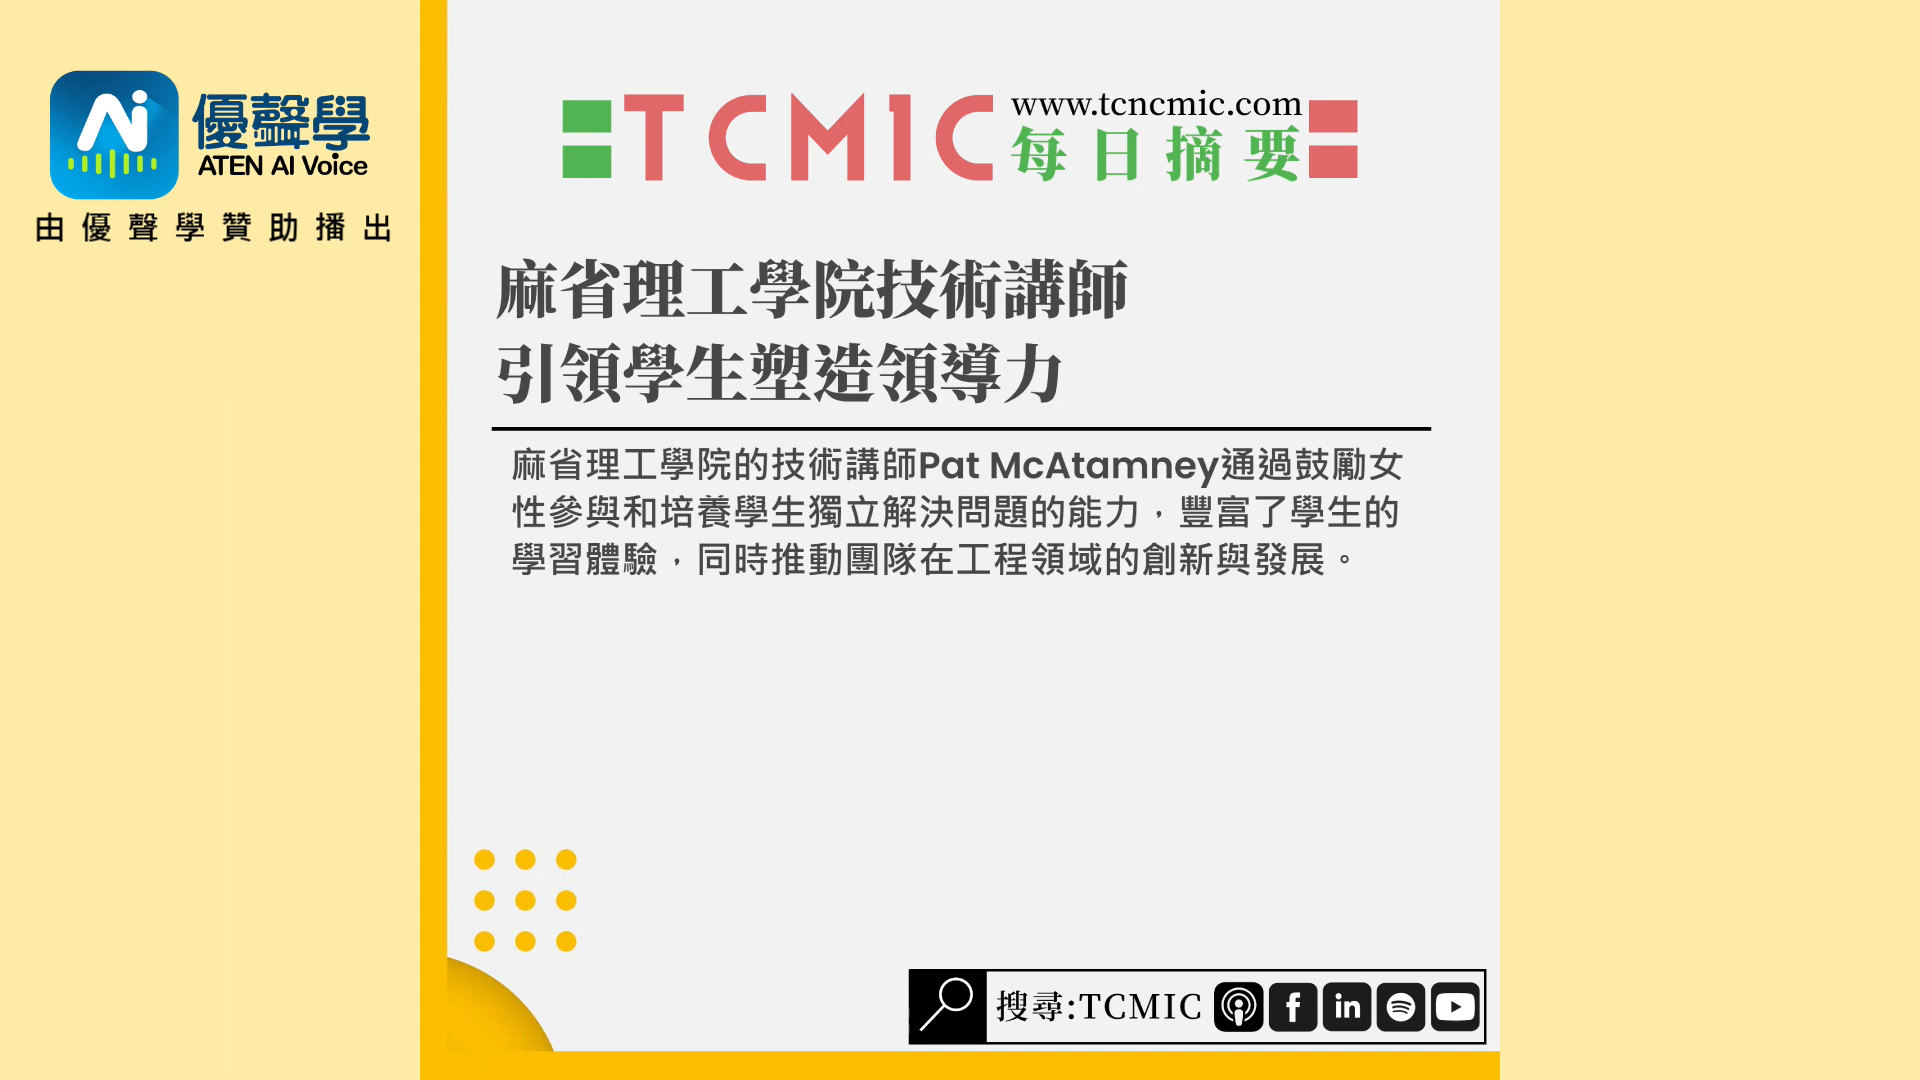 Ai 優聲學
ATEN AI Voice
由優聲學贊助播出
TCMIC
www.tcncmic.com
每日摘要
麻省理工學院技術講師
引領學生塑造領導力
麻省理工學院的技術講師Pat McAtamney通過鼓勵女
性參與和培養學生獨立解決問題的能力，豐富了學生的
學習體驗，同時推動團隊在工程領域的創新與發展。
搜尋:TCMIC